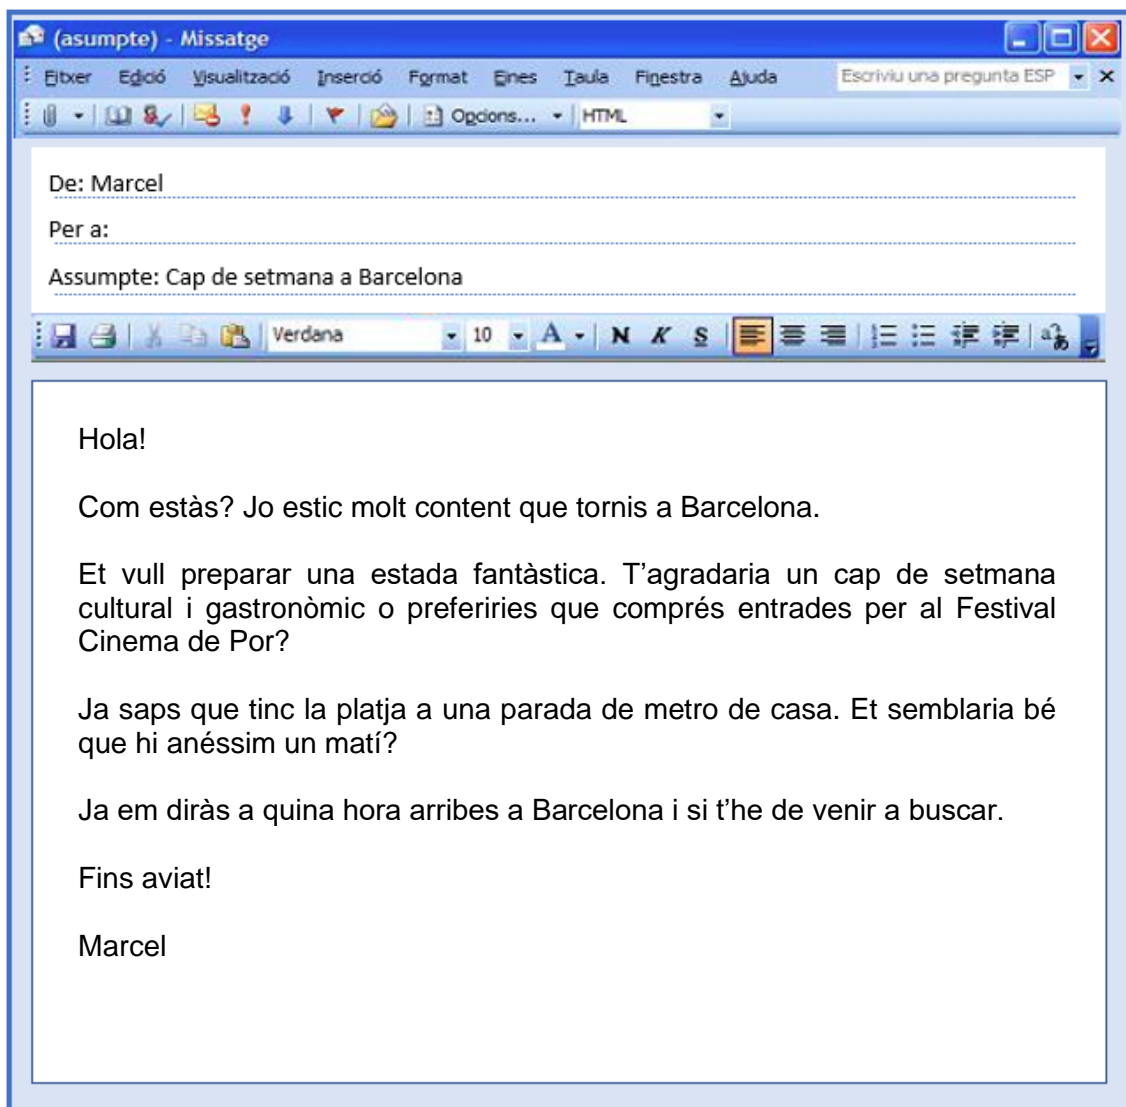 (asumpte) - Missatge
Fitxer Edició Visualització Inserció Format Eines Taula Finestra Ajuda Escriviu una pregunta ESP
Opcions... HTML
De: Marcel
Per a:
Assumpte: Cap de setmana a Barcelona
Verdana 10 A N K S
Hola!
Com estàs? Jo estic molt content que tornis a Barcelona.
Et vull preparar una estada fantàstica. T’agradaria un cap de setmana
cultural i gastronòmic o preferiries que comprés entrades per al Festival
Cinema de Por?
Ja saps que tinc la platja a una parada de metro de casa. Et semblaria bé
que hi anéssim un matí?
Ja em diràs a quina hora arribes a Barcelona i si t’he de venir a buscar.
Fins aviat!
Marcel